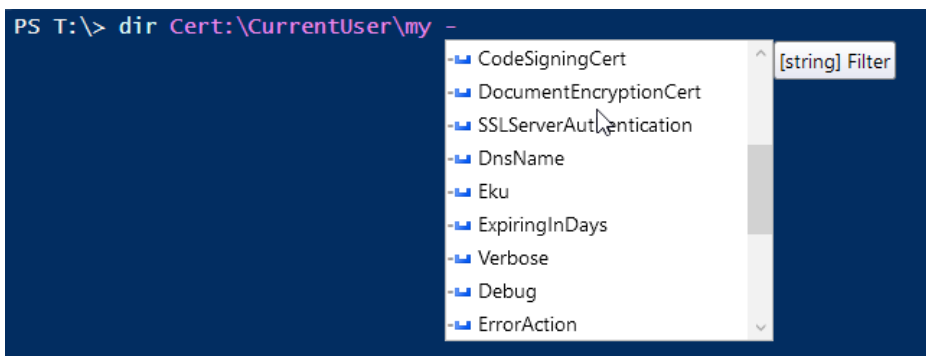 PS T:\> dir Cert:\CurrentUser\my -
CodeSigningCert
[string] Filter
DocumentEncryptionCert
SSLServerAuthentication
DnsName
Eku
ExpiringInDays
Verbose
Debug
ErrorAction